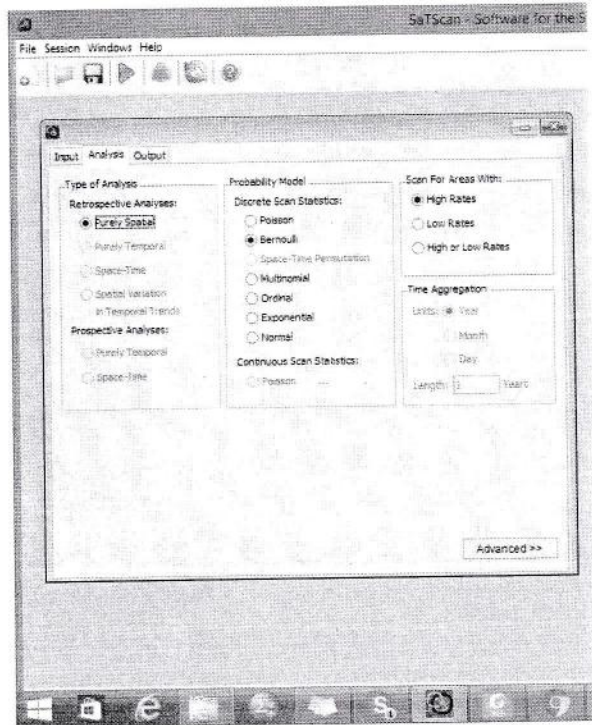 SaTScan - Software for the S
File Session Windows Help
Input Analysis Output
Type of Analysis
Retrospective Analyses:
Purely Spatial
Purely Temporal
Space-Time
Spatial Variation
in Temporal Trends
Prospective Analyses:
Purely Temporal
Space-Time
Probability Model
Discrete Scan Statistics:
Poisson
Bernoulli
Space-Time Permutation
Multinomial
Ordinal
Exponential
Normal
Continuous Scan Statistics:
Poisson
Scan For Areas With:
High Rates
Low Rates
High or Low Rates
Time Aggregation
Units: Year
Month
Day
Length: 1 Years
Advanced >>